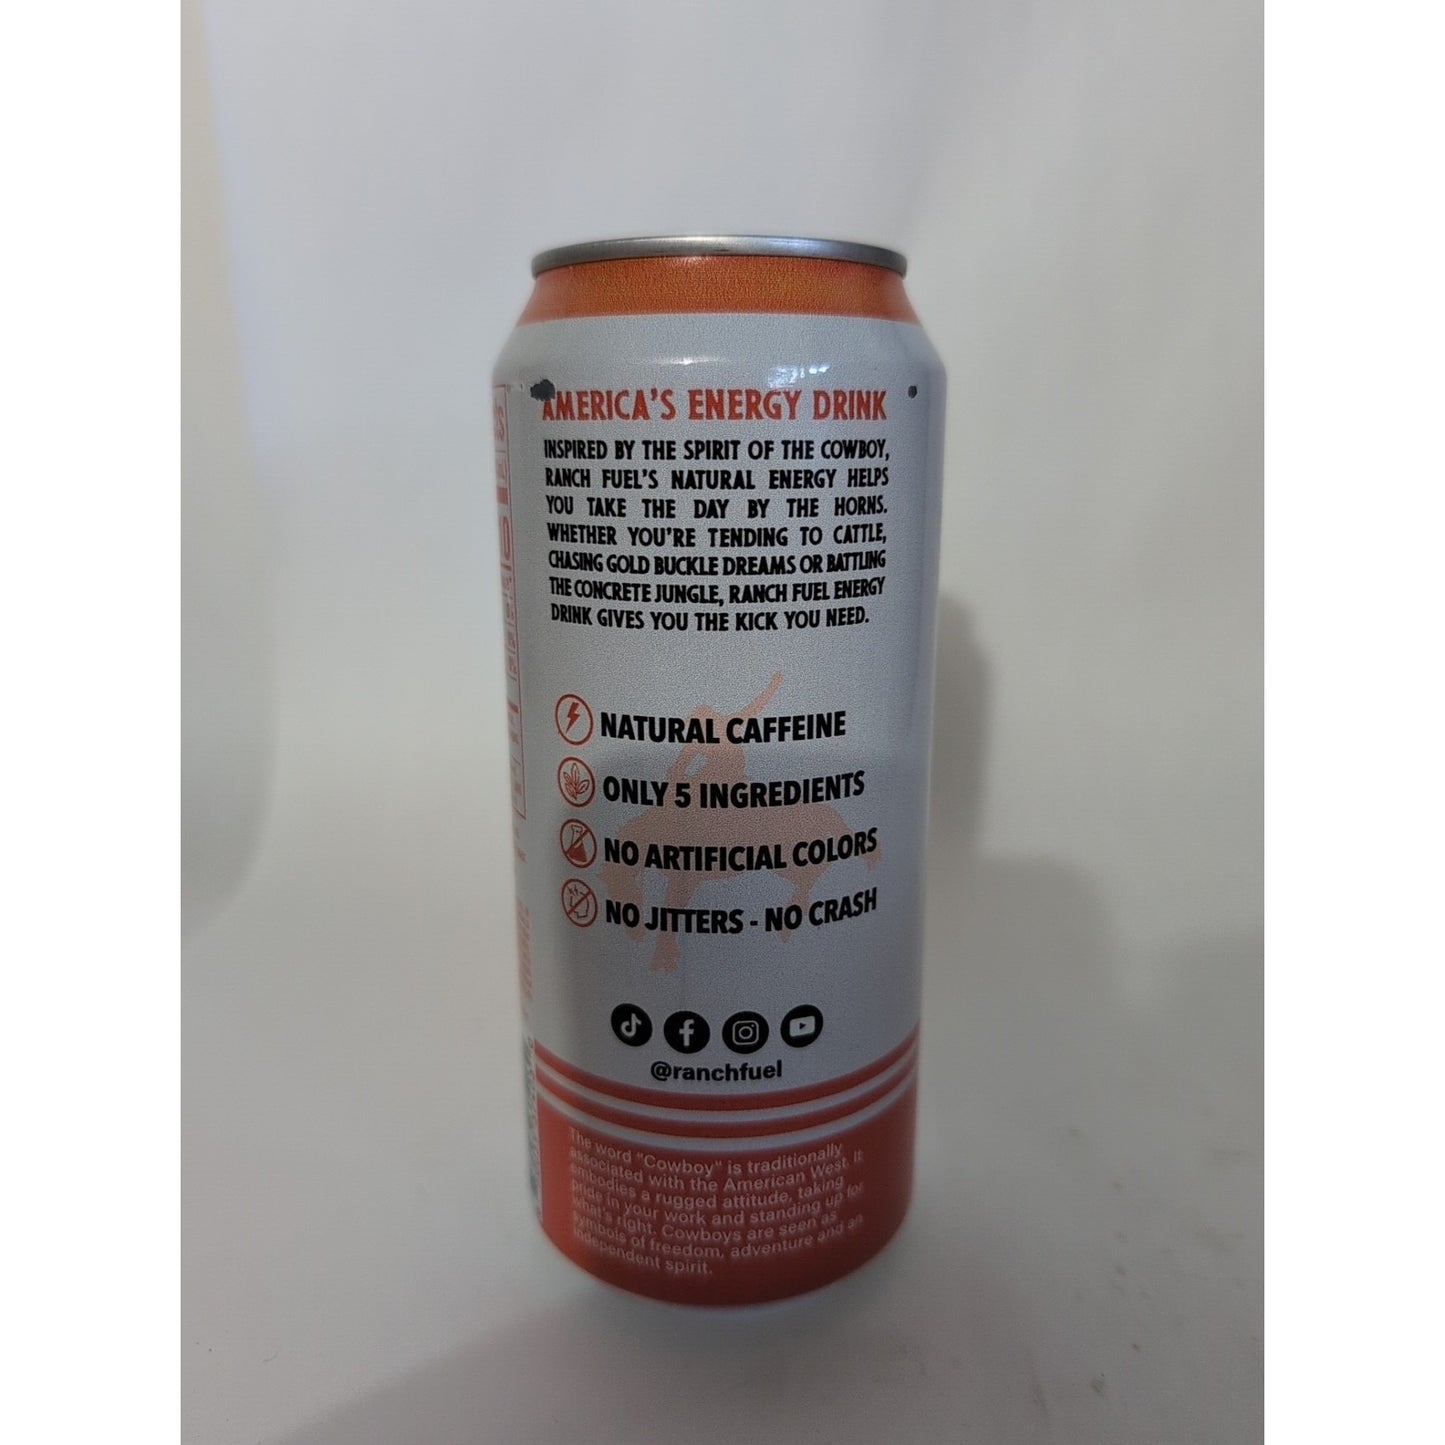 AMERICA'S ENERGY DRINK
INSPIRED BY THE SPIRIT OF THE COWBOY,
RANCH FUEL'S NATURAL ENERGY HELPS
YOU TAKE THE DAY BY THE HORNS.
WHETHER YOU'RE TENDING TO CATTLE,
CHASING GOLD BUCKLE DREAMS OR BATTLING
THE CONCRETE JUNGLE, RANCH FUEL ENERGY
DRINK GIVES YOU THE KICK YOU NEED.
NATURAL CAFFEINE
ONLY 5 INGREDIENTS
NO ARTIFICIAL COLORS
NO JITTERS - NO CRASH
@ranchfuel
The word "Cowboy" is traditionally
associated with the American West. It
embodies a rugged attitude, taking
pride in your work and standing up for
what's right. Cowboys are seen as
symbols of freedom, adventure and an
independent spirit.